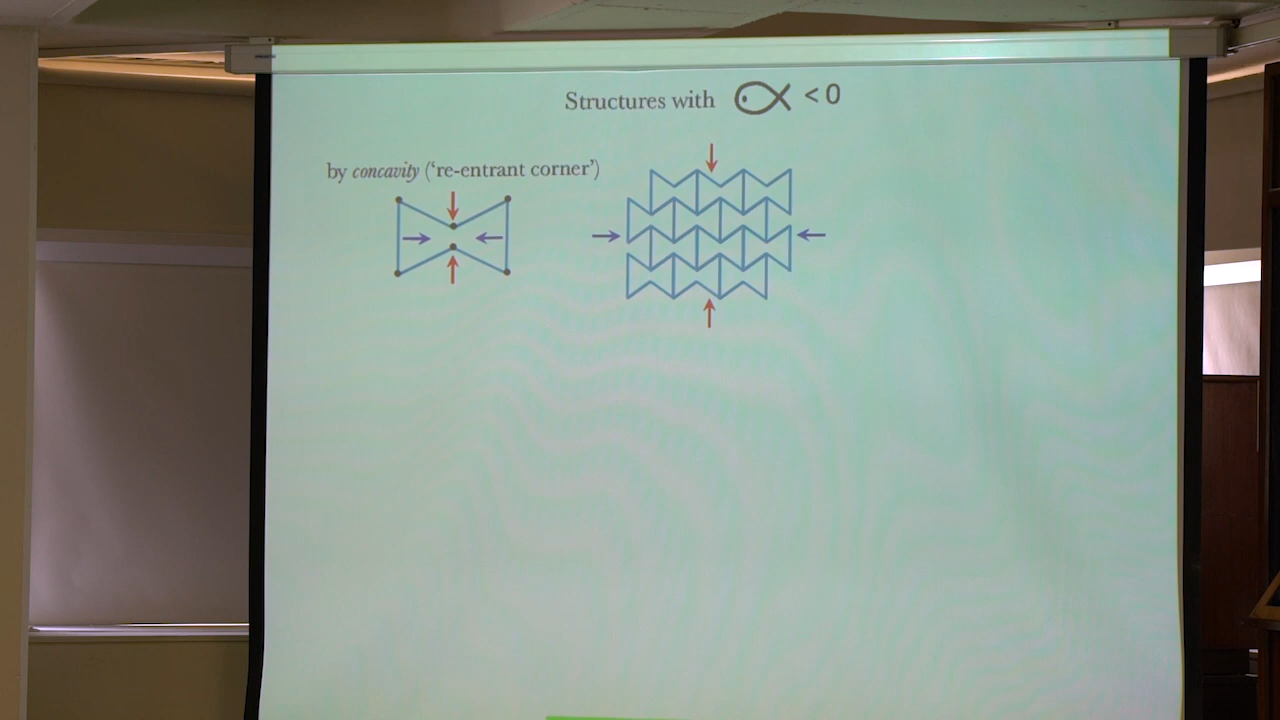 Structures with < 0
by concavity (‘re-entrant corner’)